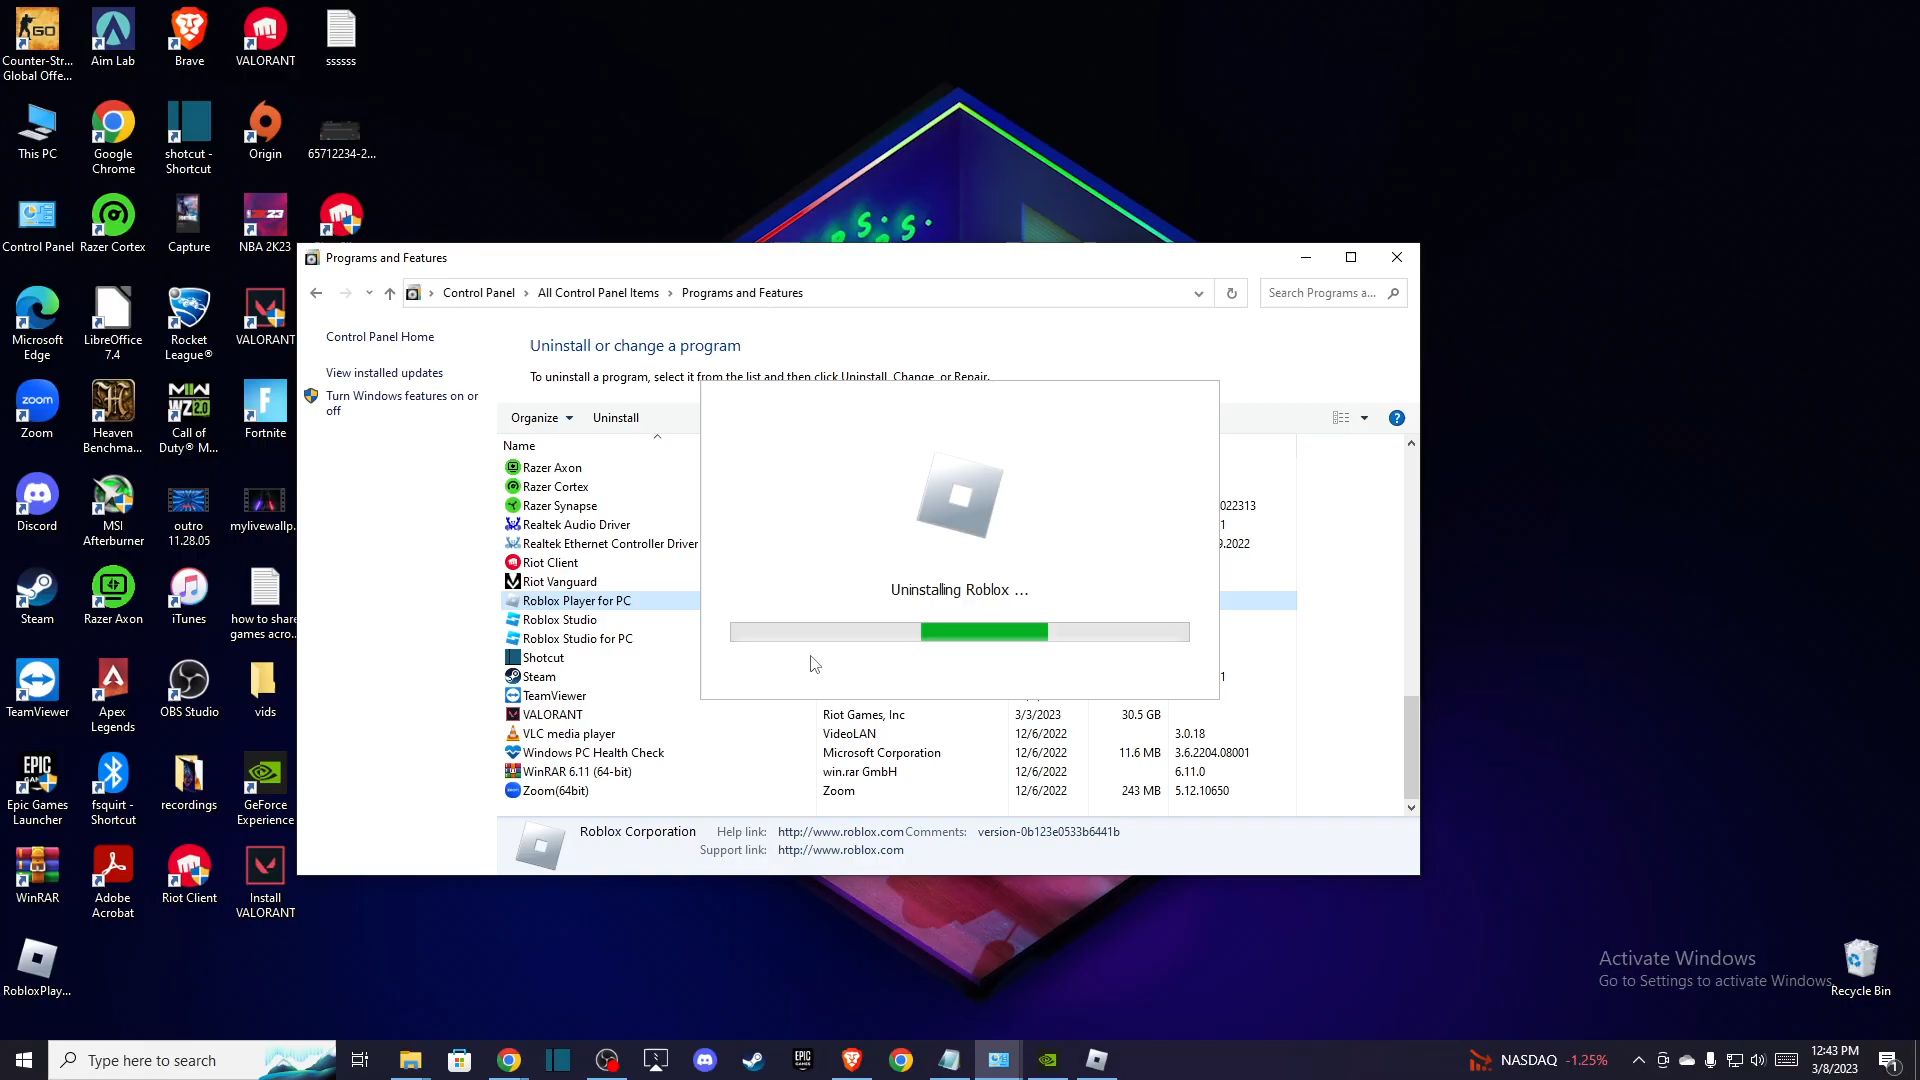 Counter-Str...
Global Offe...
Aim Lab
Brave
VALORANT
ssssss
This PC
Google
Chrome
shotcut -
Shortcut
Origin
65712234-2...
Control Panel
Razer Cortex
Capture
NBA 2K23
Microsoft
Edge
LibreOffice
7.4
Rocket
League®
VALORANT
Zoom
Heaven
Benchma...
Call of
Duty® M...
Fortnite
Discord
MSI
Afterburner
outro
11.28.05
mylivewallp.
Steam
Razer Axon
iTunes
how to share
games acro...
TeamViewer
Apex
Legends
OBS Studio
vids
Epic Games
Launcher
fsquirt -
Shortcut
recordings
GeForce
Experience
WinRAR
Adobe
Acrobat
Riot Client
Install
VALORANT
RobloxPlay...
Programs and Features
Control Panel
All Control Panel Items
Programs and Features
Search Programs a...
Control Panel Home
View installed updates
Turn Windows features on or
off
Uninstall or change a program
To uninstall a program, select it from the list and then click Uninstall, Change, or Repair.
Organize
Uninstall
Name
Razer Axon
Razer Cortex
Razer Synapse
022313
Realtek Audio Driver
1
Realtek Ethernet Controller Driver
9.2022
Riot Client
Riot Vanguard
Roblox Player for PC
Roblox Studio
Roblox Studio for PC
Shotcut
Steam
1
TeamViewer
VALORANT Riot Games, Inc 3/3/2023 30.5 GB
VLC media player VideoLAN 12/6/2022 3.0.18
Windows PC Health Check Microsoft Corporation 12/6/2022 11.6 MB 3.6.2204.08001
WinRAR 6.11 (64-bit) win.rar GmbH 12/6/2022 6.11.0
Zoom(64bit) Zoom 12/6/2022 243 MB 5.12.10650
Uninstalling Roblox ...
Roblox Corporation Help link: http://www.roblox.com Comments: version-0b123e0533b6441b
Support link: http://www.roblox.com
Activate Windows
Go to Settings to activate Windows.
Recycle Bin
Type here to search
NASDAQ -1.25%
12:43 PM
3/8/2023
1